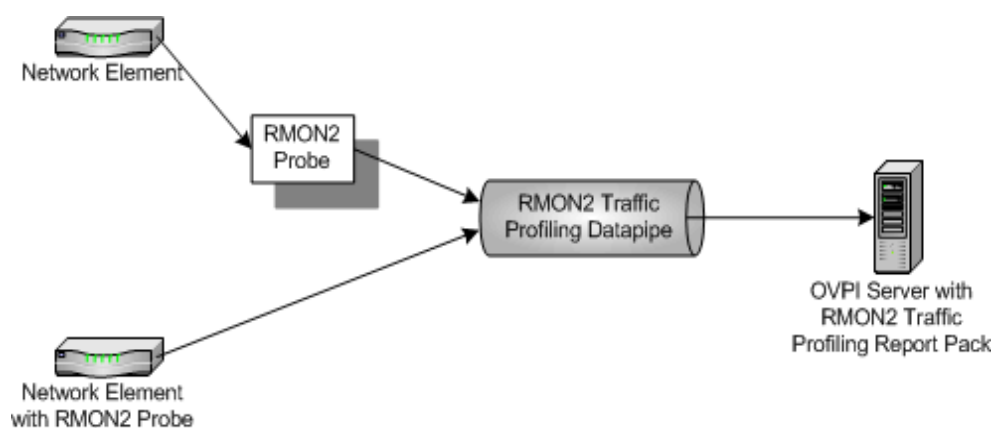 Network Element
RMON2
Probe
RMON2 Traffic
Profiling Datapipe
OVPI Server with
RMON2 Traffic
Profiling Report Pack
Network Element
with RMON2 Probe